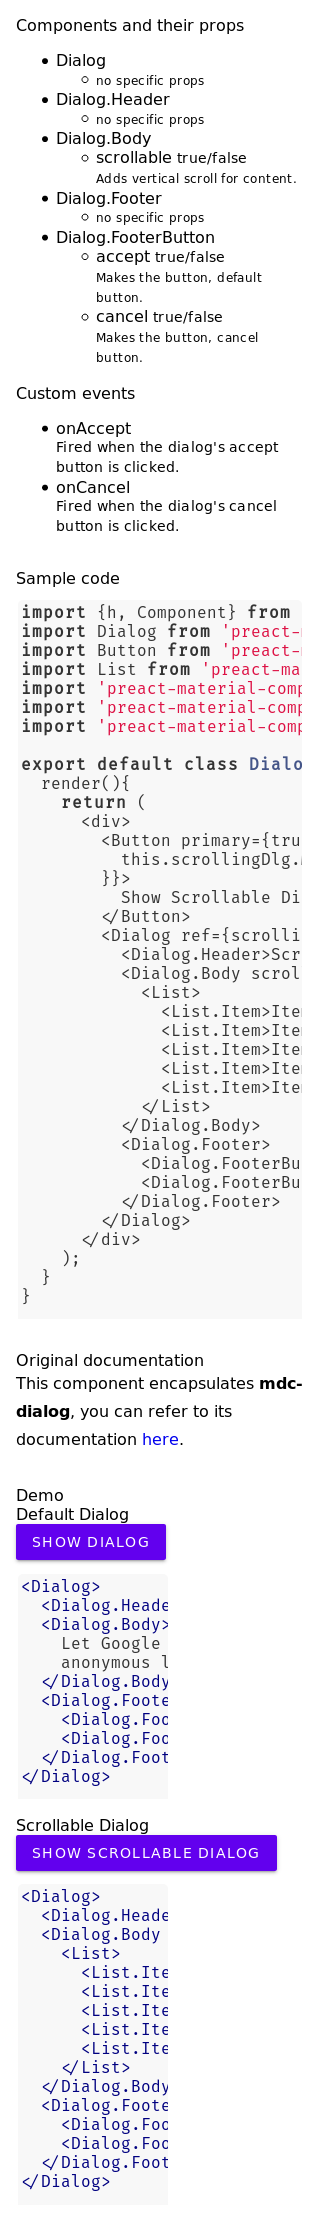 Components and their props
Dialog
no specific props
Dialog.Header
no specific props
Dialog.Body
scrollable true/false
Adds vertical scroll for content.
Dialog.Footer
no specific props
Dialog.FooterButton
accept true/false
Makes the button, default
button.
cancel true/false
Makes the button, cancel
button.
Custom events
onAccept
Fired when the dialog's accept
button is clicked.
onCancel
Fired when the dialog's cancel
button is clicked.
Sample code
import {h, Component} from
import Dialog from 'preact-
import Button from 'preact-
import List from 'preact-ma
import 'preact-material-comp
import 'preact-material-comp
import 'preact-material-comp
export default class Dialo
render(){
return (
<div>
<Button primary={tru
this.scrollingDlg.
}}>
Show Scrollable Di
</Button>
<Dialog ref={scrolli
<Dialog.Header>Scr
<Dialog.Body scrol
<List>
<List.Item>Ite
<List.Item>Ite
<List.Item>Ite
<List.Item>Ite
<List.Item>Ite
</List>
</Dialog.Body>
<Dialog.Footer>
<Dialog.FooterBu
<Dialog.FooterBu
</Dialog.Footer>
</Dialog>
</div>
);
}
}
Original documentation
This component encapsulates mdc-
dialog, you can refer to its
documentation here.
Demo
Default Dialog
SHOW DIALOG
<Dialog>
<Dialog.Heade
<Dialog.Body>
Let Google
anonymous l
</Dialog.Body
<Dialog.Foote
<Dialog.Foo
<Dialog.Foo
</Dialog.Foot
</Dialog>
Scrollable Dialog
SHOW SCROLLABLE DIALOG
<Dialog>
<Dialog.Heade
<Dialog.Body
<List>
<List.Ite
<List.Ite
<List.Ite
<List.Ite
<List.Ite
</List>
</Dialog.Body
<Dialog.Foote
<Dialog.Foo
<Dialog.Foo
</Dialog.Foot
</Dialog>